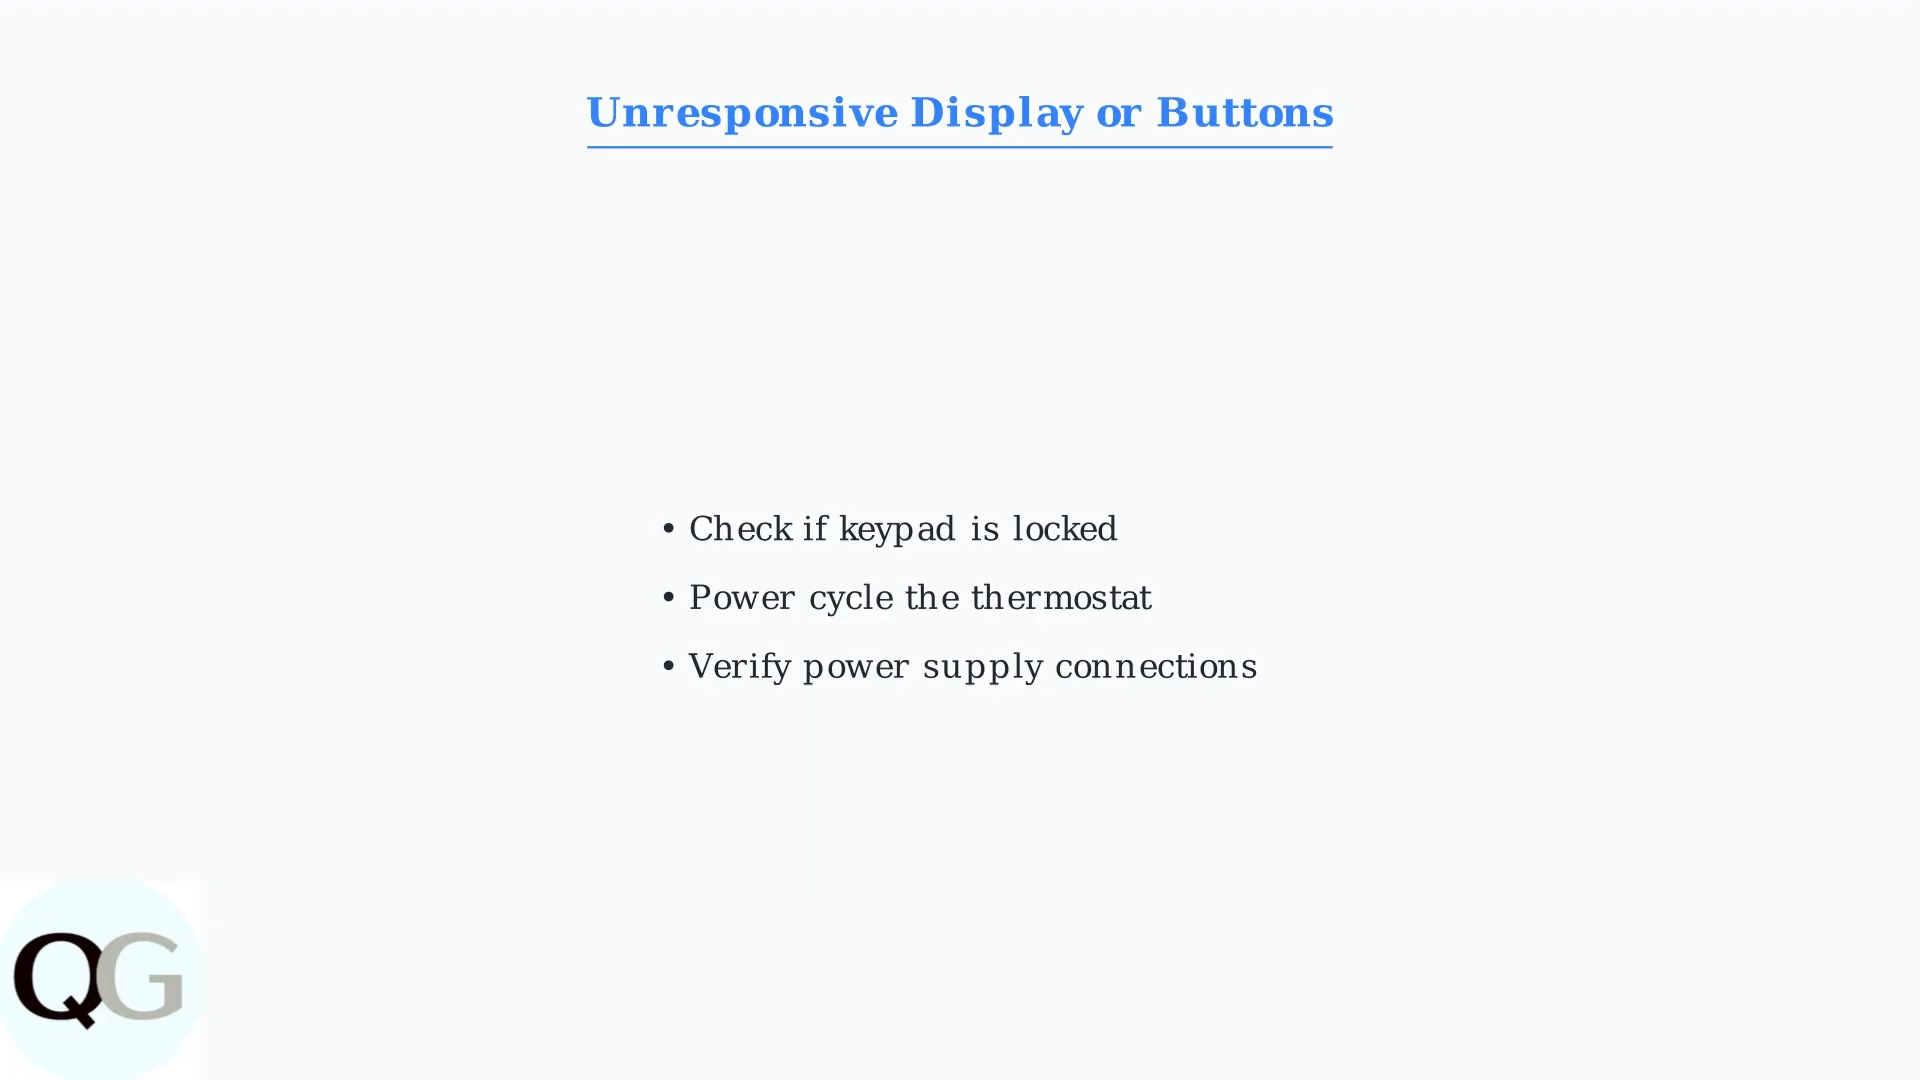 Unresponsive Display or Buttons
• Check if keypad is locked
• Power cycle the thermostat
• Verify power supply connections
QG